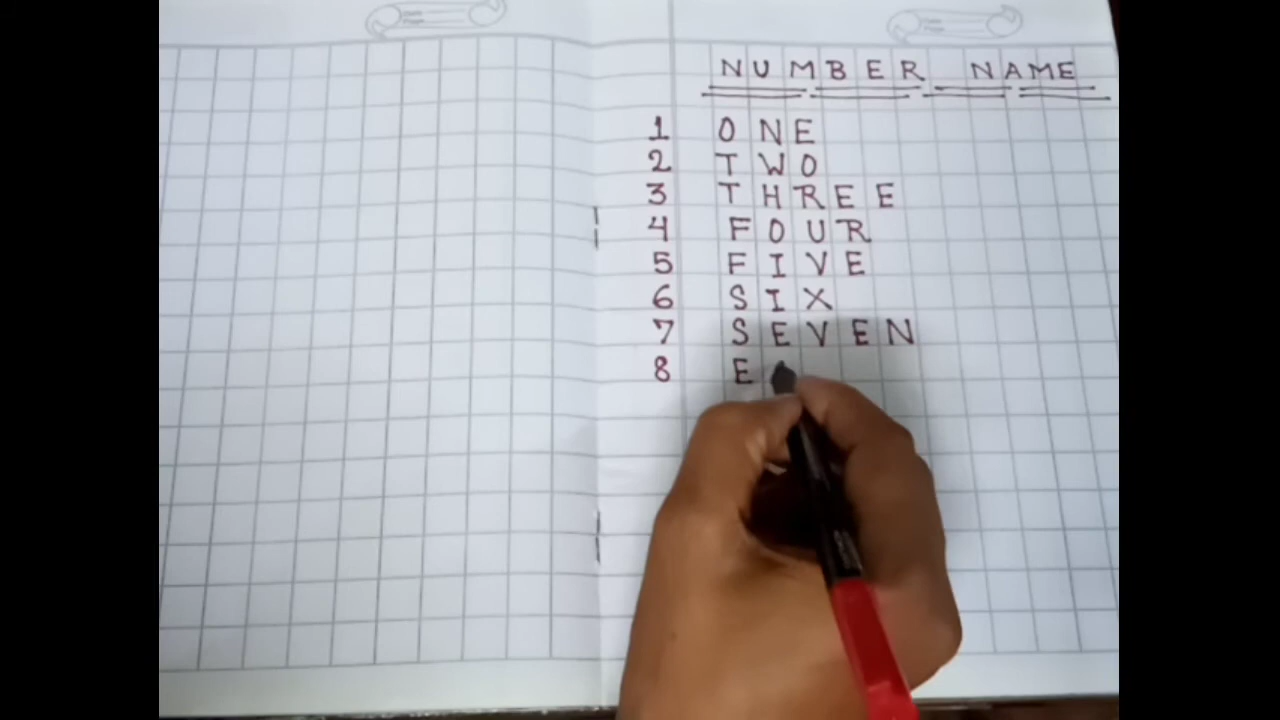 NUMBER NAME
1 ONE
2 TWO
3 THREE
4 FOUR
5 FIVE
6 SIX
7 SEVEN
8 E